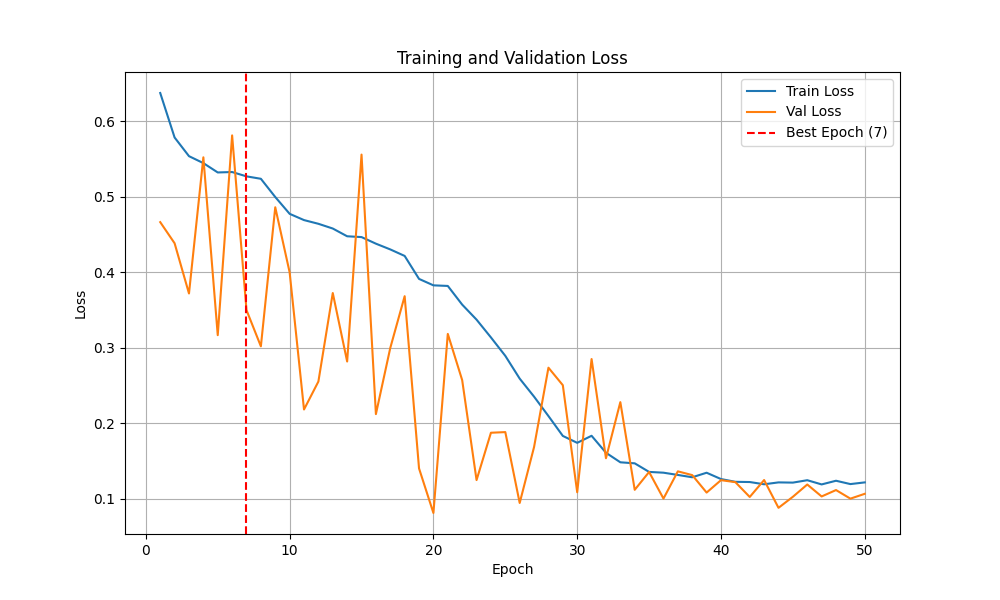 Training and Validation Loss
Train Loss
Val Loss
Best Epoch (7)
Loss
0.6
0.5
0.4
0.3
0.2
0.1
0 10 20 30 40 50
Epoch